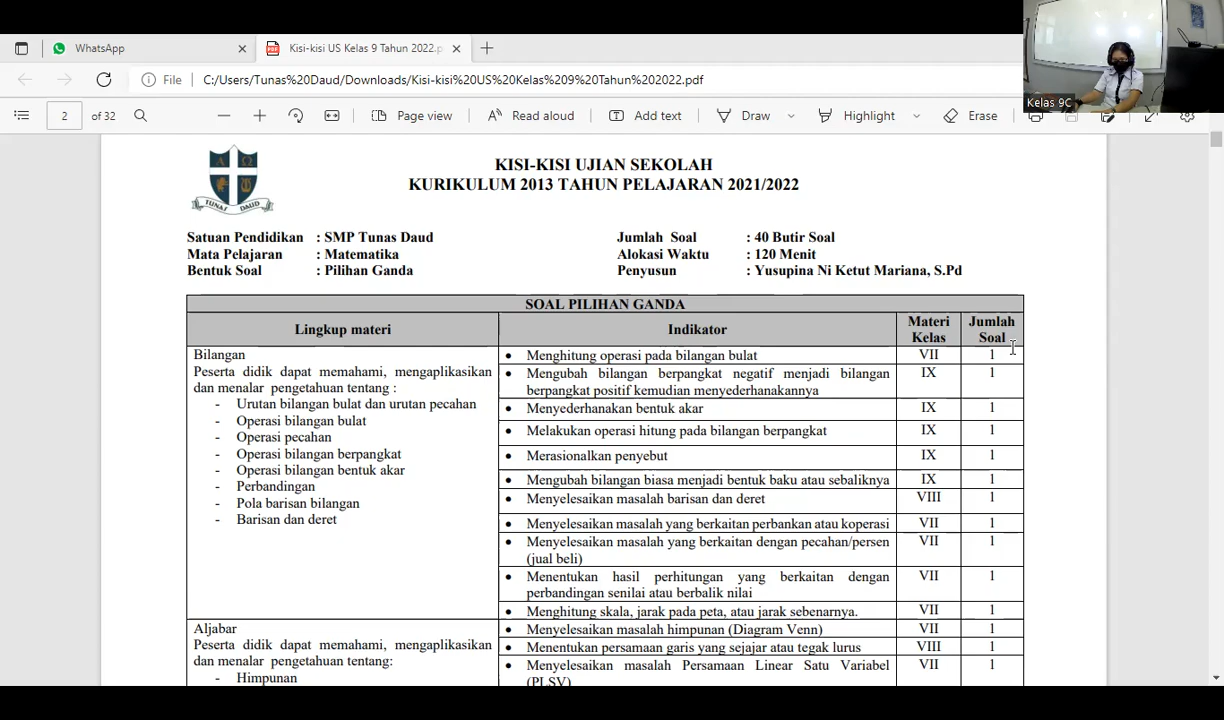 WhatsApp
Kisi-kisi US Kelas 9 Tahun 2022.p
File C:/Users/Tunas%20Daud/Downloads/Kisi-kisi%20US%20Kelas%209%20Tahun%202022.pdf
Kelas 9C
2 of 32
Page view
Read aloud
Add text
Draw
Highlight
Erase
TUNAS DAUD
KISI-KISI UJIAN SEKOLAH
KURIKULUM 2013 TAHUN PELAJARAN 2021/2022
Satuan Pendidikan : SMP Tunas Daud
Mata Pelajaran : Matematika
Bentuk Soal : Pilihan Ganda
Jumlah Soal : 40 Butir Soal
Alokasi Waktu : 120 Menit
Penyusun : Yusupina Ni Ketut Mariana, S.Pd
SOAL PILIHAN GANDA
Lingkup materi
Indikator
Materi
Kelas
Jumlah
Soal
Bilangan
Peserta didik dapat memahami, mengaplikasikan
dan menalar pengetahuan tentang :
- Urutan bilangan bulat dan urutan pecahan
- Operasi bilangan bulat
- Operasi pecahan
- Operasi bilangan berpangkat
- Operasi bilangan bentuk akar
- Perbandingan
- Pola barisan bilangan
- Barisan dan deret
• Menghitung operasi pada bilangan bulat VII 1
• Mengubah bilangan berpangkat negatif menjadi bilangan IX 1
berpangkat positif kemudian menyederhanakannya
• Menyederhanakan bentuk akar IX 1
• Melakukan operasi hitung pada bilangan berpangkat IX 1
• Merasionalkan penyebut IX 1
• Mengubah bilangan biasa menjadi bentuk baku atau sebaliknya IX 1
• Menyelesaikan masalah barisan dan deret VIII 1
• Menyelesaikan masalah yang berkaitan perbankan atau koperasi VII 1
• Menyelesaikan masalah yang berkaitan dengan pecahan/persen VII 1
(jual beli)
• Menentukan hasil perhitungan yang berkaitan dengan VII 1
perbandingan senilai atau berbalik nilai
• Menghitung skala, jarak pada peta, atau jarak sebenarnya. VII 1
Aljabar
Peserta didik dapat memahami, mengaplikasikan
dan menalar pengetahuan tentang:
- Himpunan
• Menyelesaikan masalah himpunan (Diagram Venn) VII 1
• Menentukan persamaan garis yang sejajar atau tegak lurus VIII 1
• Menyelesaikan masalah Persamaan Linear Satu Variabel VII 1
(PLSV)